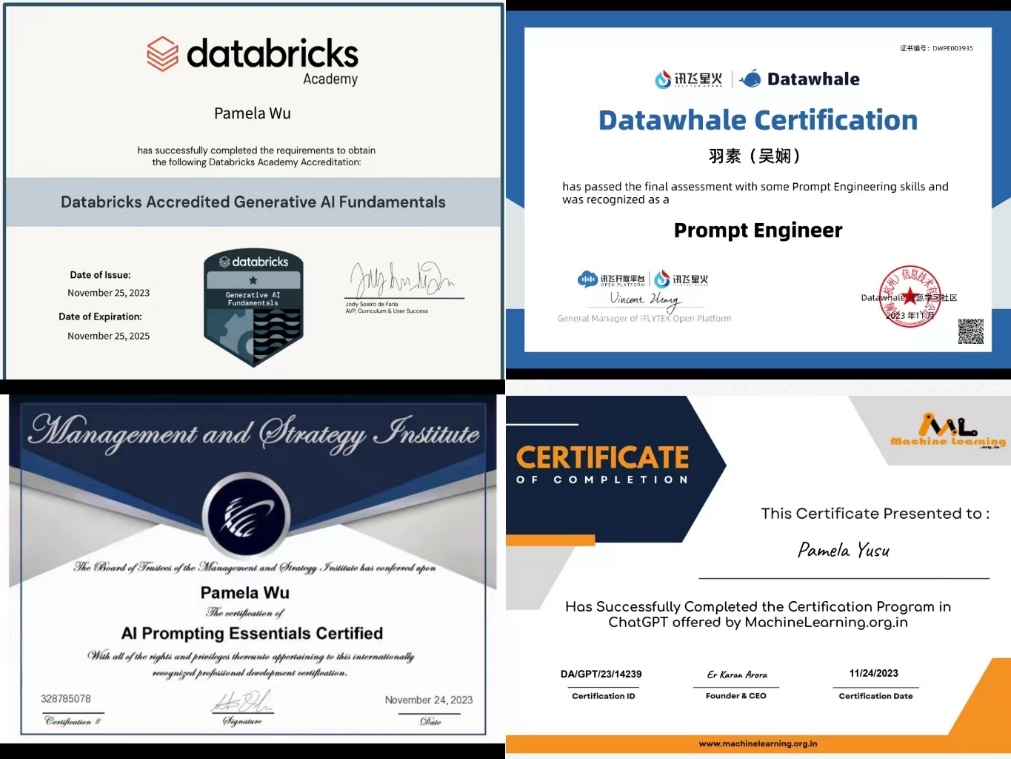 databricks
Academy
Pamela Wu
has successfully completed the requirements to obtain
the following Databricks Academy Accreditation:
Databricks Accredited Generative AI Fundamentals
Date of Issue:
November 25, 2023
Date of Expiration:
November 25, 2025
databricks
Generative AI
Fundamentals
Jody Soeiro de Faria
AVP, Curriculum & User Success
证书编号：DWPE003935
讯飞星火
Datawhale
Datawhale Certification
羽素（吴娴）
has passed the final assessment with some Prompt Engineering skills and
was recognized as a
Prompt Engineer
讯飞开放平台
OPEN PLATFORM
讯飞星火
General Manager of iFLYTEK Open Platform
Datawhale
学习社区
2023 年11月
Management and Strategy Institute
The Board of Trustees of the Management and Strategy Institute has conferred upon
Pamela Wu
The certification of
AI Prompting Essentials Certified
With all of the rights and privileges thereunto appertaining to this internationally
recognized professional development certification.
328785078
Certification #
Signature
November 24, 2023
Date
CERTIFICATE
OF COMPLETION
ML
Machine Learning
.org.in
This Certificate Presented to :
Pamela Yusu
Has Successfully Completed the Certification Program in
ChatGPT offered by MachineLearning.org.in
DA/GPT/23/14239
Certification ID
Er Karan Arora
Founder & CEO
11/24/2023
Certification Date
www.machinelearning.org.in